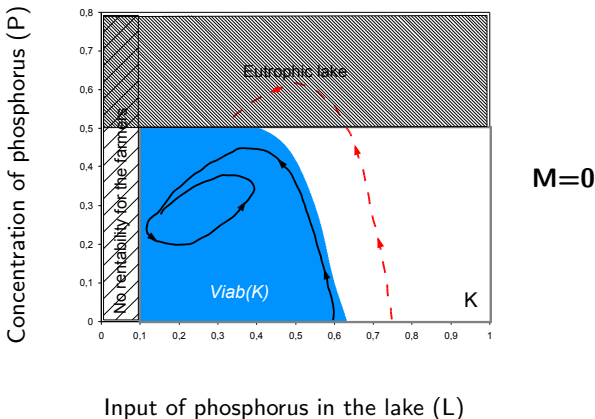 Concentration of phosphorus (P)
0,8
0,7
0,6
0,5
0,4
0,3
0,2
0,1
0
Eutrophic lake
No rentability for the farmers
Viab(K)
K
M=0
0 0,1 0,2 0,3 0,4 0,5 0,6 0,7 0,8 0,9 1
Input of phosphorus in the lake (L)